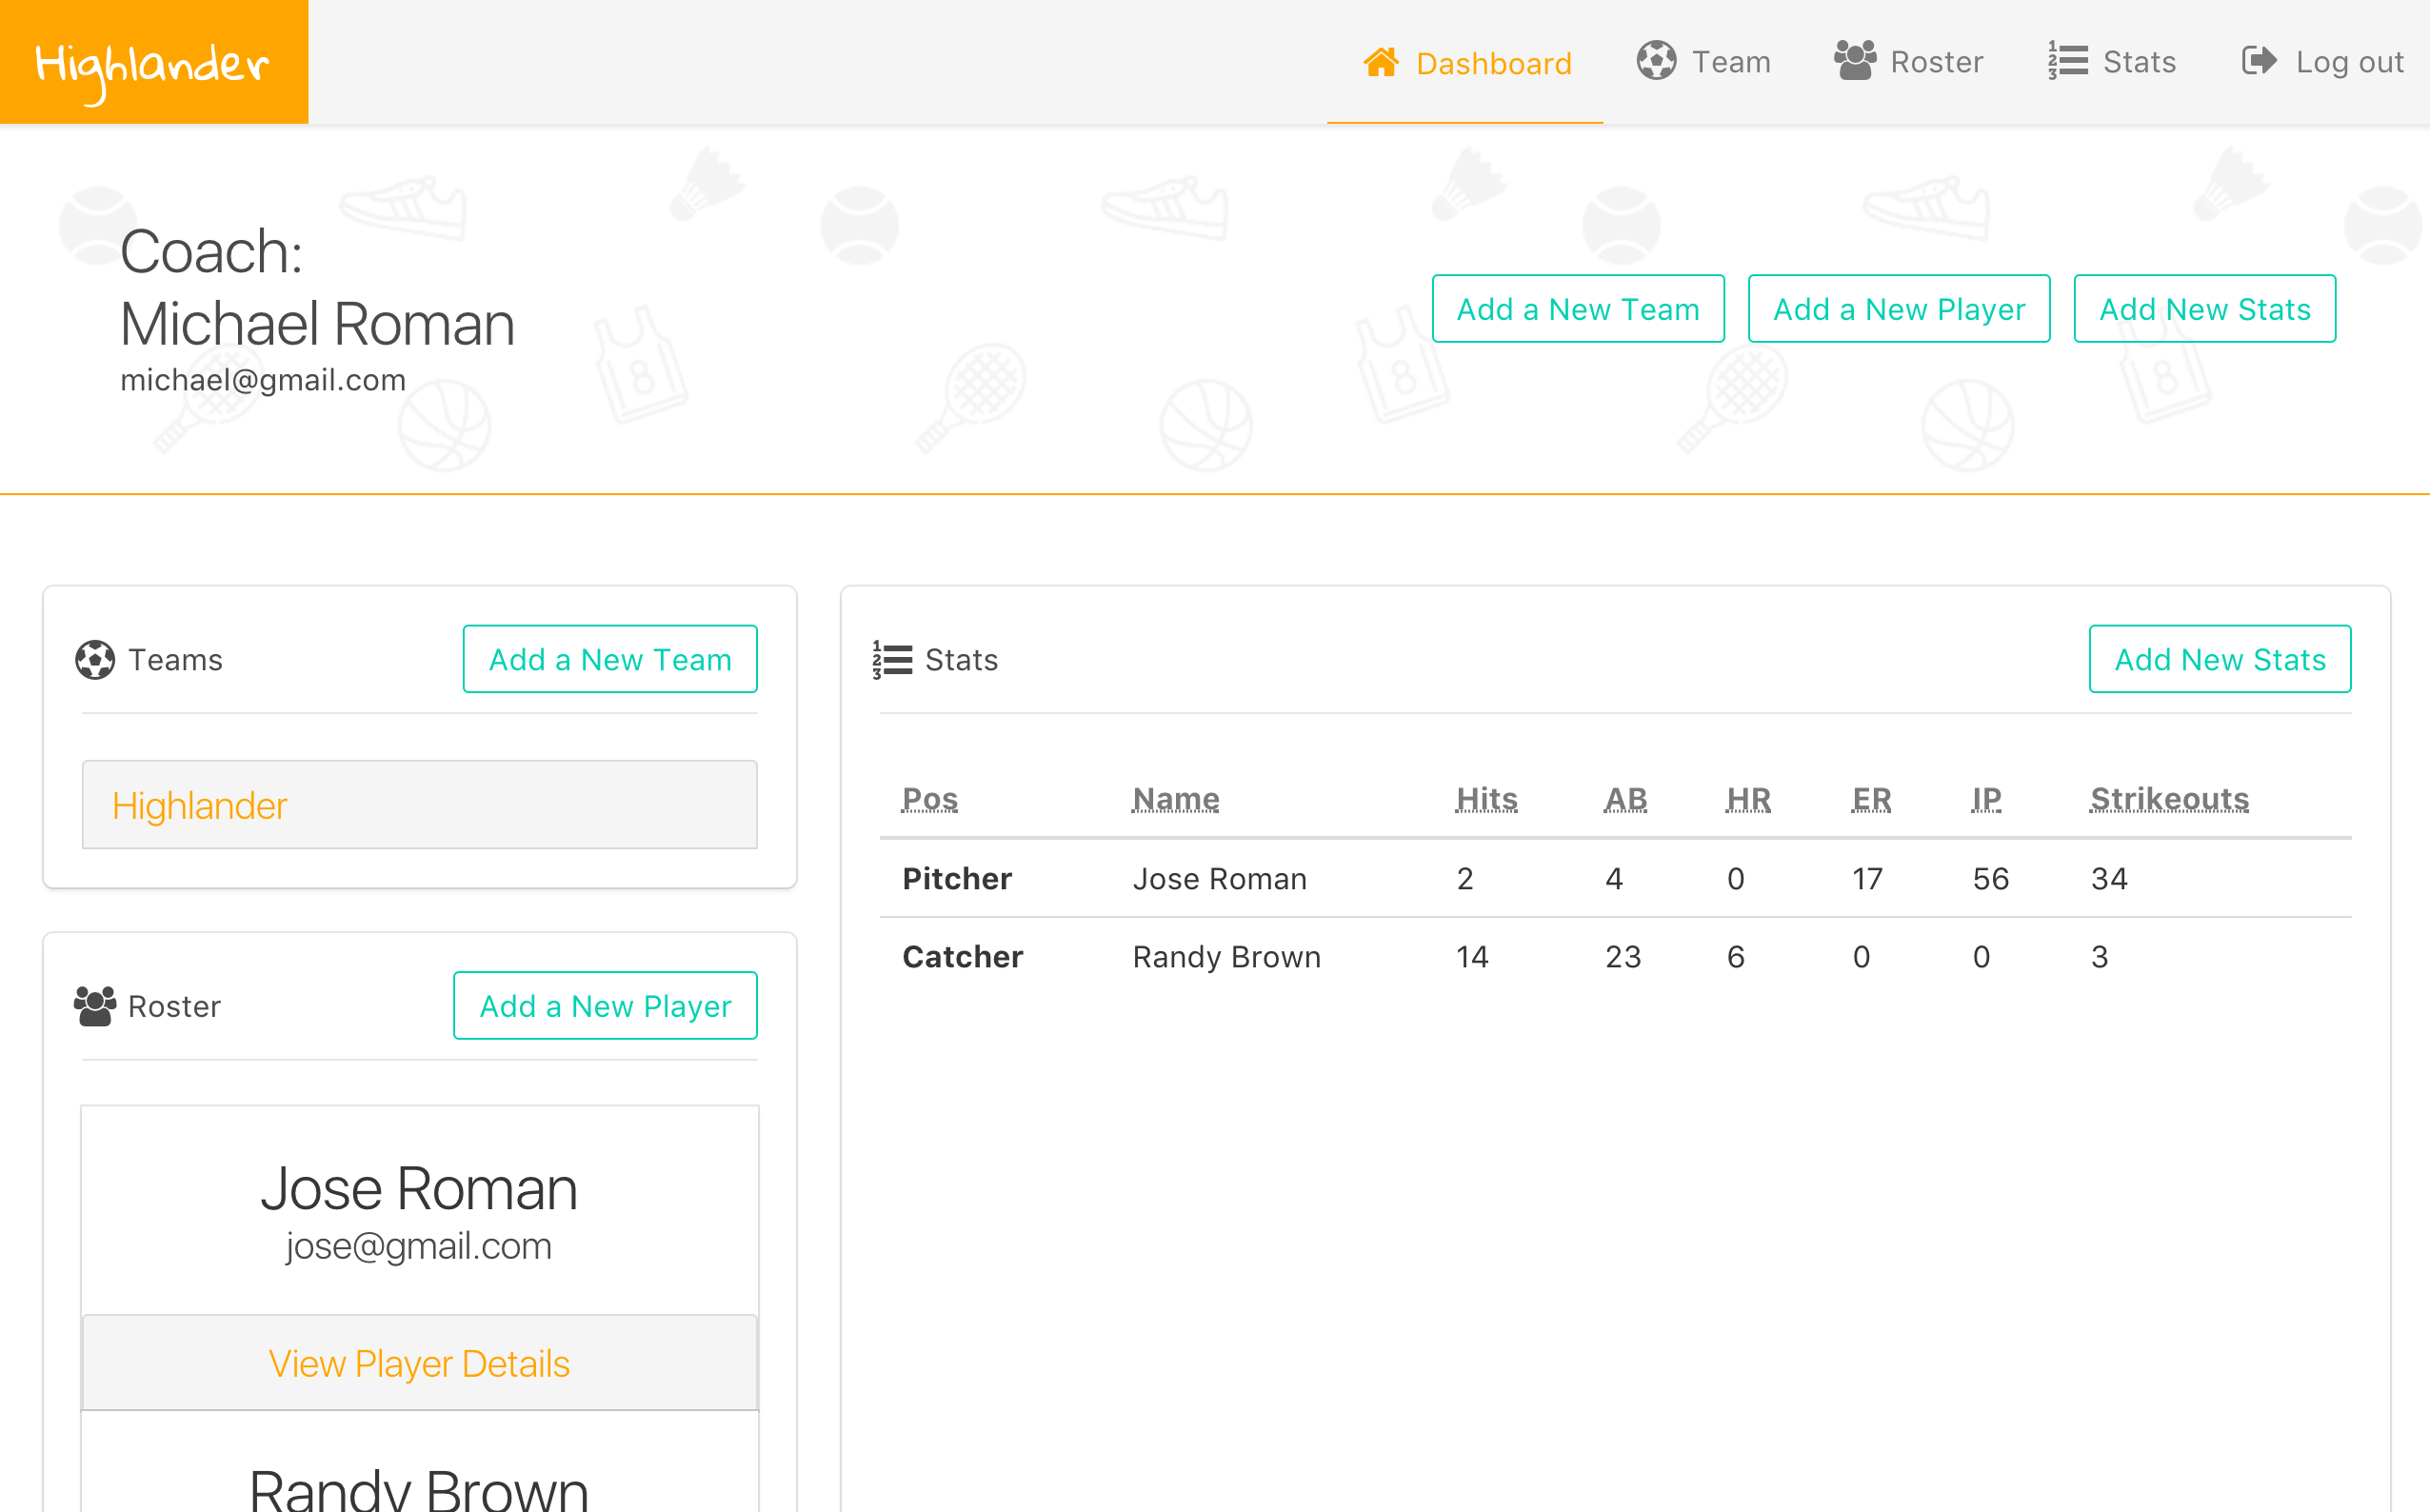 Highlander
Dashboard Team Roster Stats Log out
Coach:
Michael Roman
michael@gmail.com
Add a New Team Add a New Player Add New Stats
Teams Add a New Team
Highlander
Roster Add a New Player
Jose Roman
jose@gmail.com
View Player Details
Randy Brown
Stats Add New Stats
Pos Name Hits AB HR ER IP Strikeouts
Pitcher Jose Roman 2 4 0 17 56 34
Catcher Randy Brown 14 23 6 0 0 3